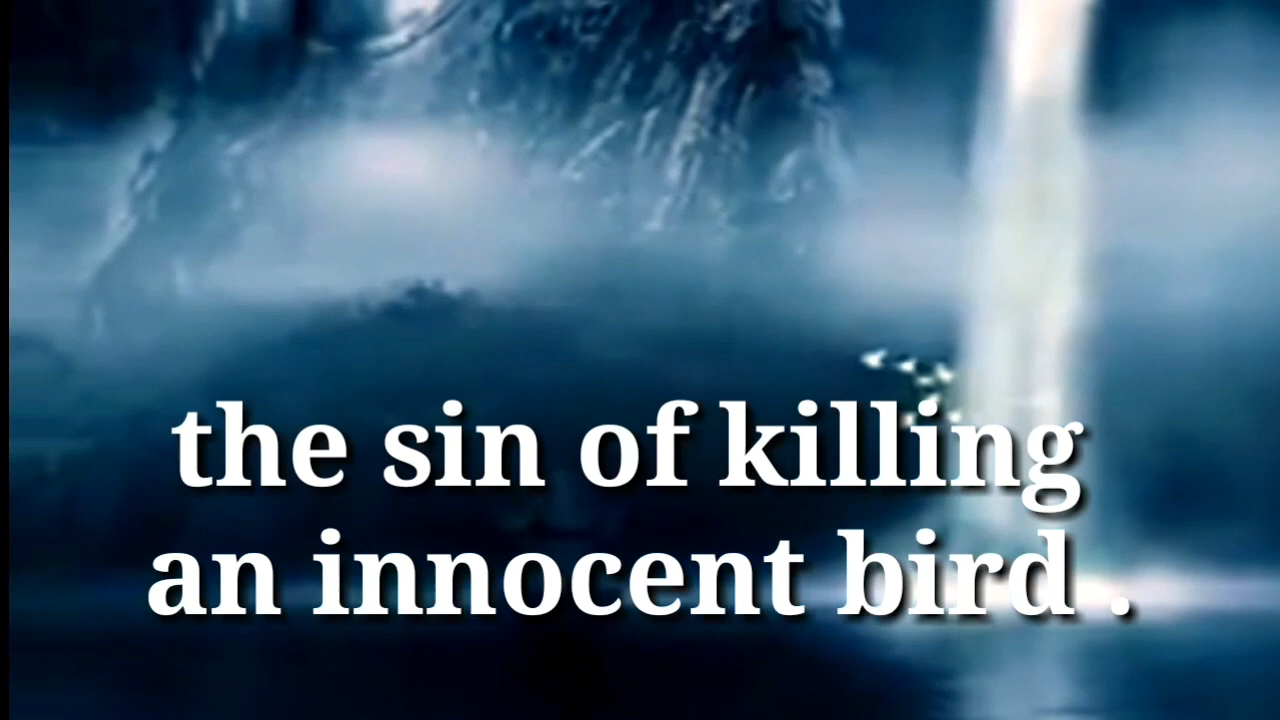 the sin of killing
an innocent bird .